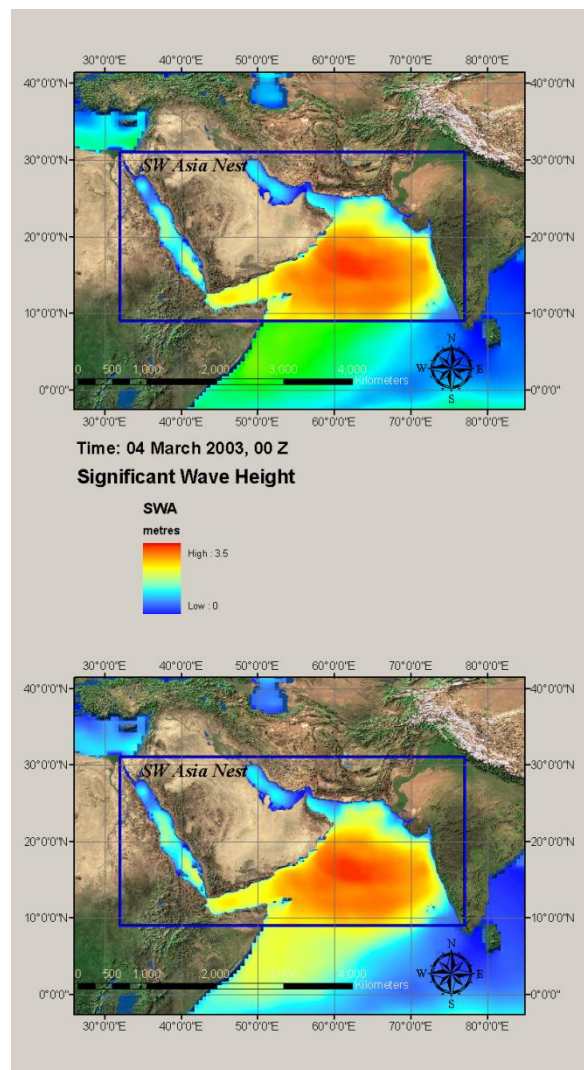 30°0'0"E 40°0'0"E 50°0'0"E 60°0'0"E 70°0'0"E 80°0'0"E
40°0'0"N 40°0'0"N
30°0'0"N 30°0'0"N
SW Asia Nest
20°0'0"N 20°0'0"N
10°0'0"N 10°0'0"N
N
W E
S
0 500 1,000 2,000 3,000 4,000
Kilometers
0°0'0" 0°0'0"
30°0'0"E 40°0'0"E 50°0'0"E 60°0'0"E 70°0'0"E 80°0'0"E
Time: 04 March 2003, 00 Z
Significant Wave Height
SWA
metres
High : 3.5
Low : 0
30°0'0"E 40°0'0"E 50°0'0"E 60°0'0"E 70°0'0"E 80°0'0"E
40°0'0"N 40°0'0"N
30°0'0"N 30°0'0"N
SW Asia Nest
20°0'0"N 20°0'0"N
10°0'0"N 10°0'0"N
N
W E
S
0 500 1,000 2,000 3,000 4,000
Kilometers
0°0'0" 0°0'0"
30°0'0"E 40°0'0"E 50°0'0"E 60°0'0"E 70°0'0"E 80°0'0"E